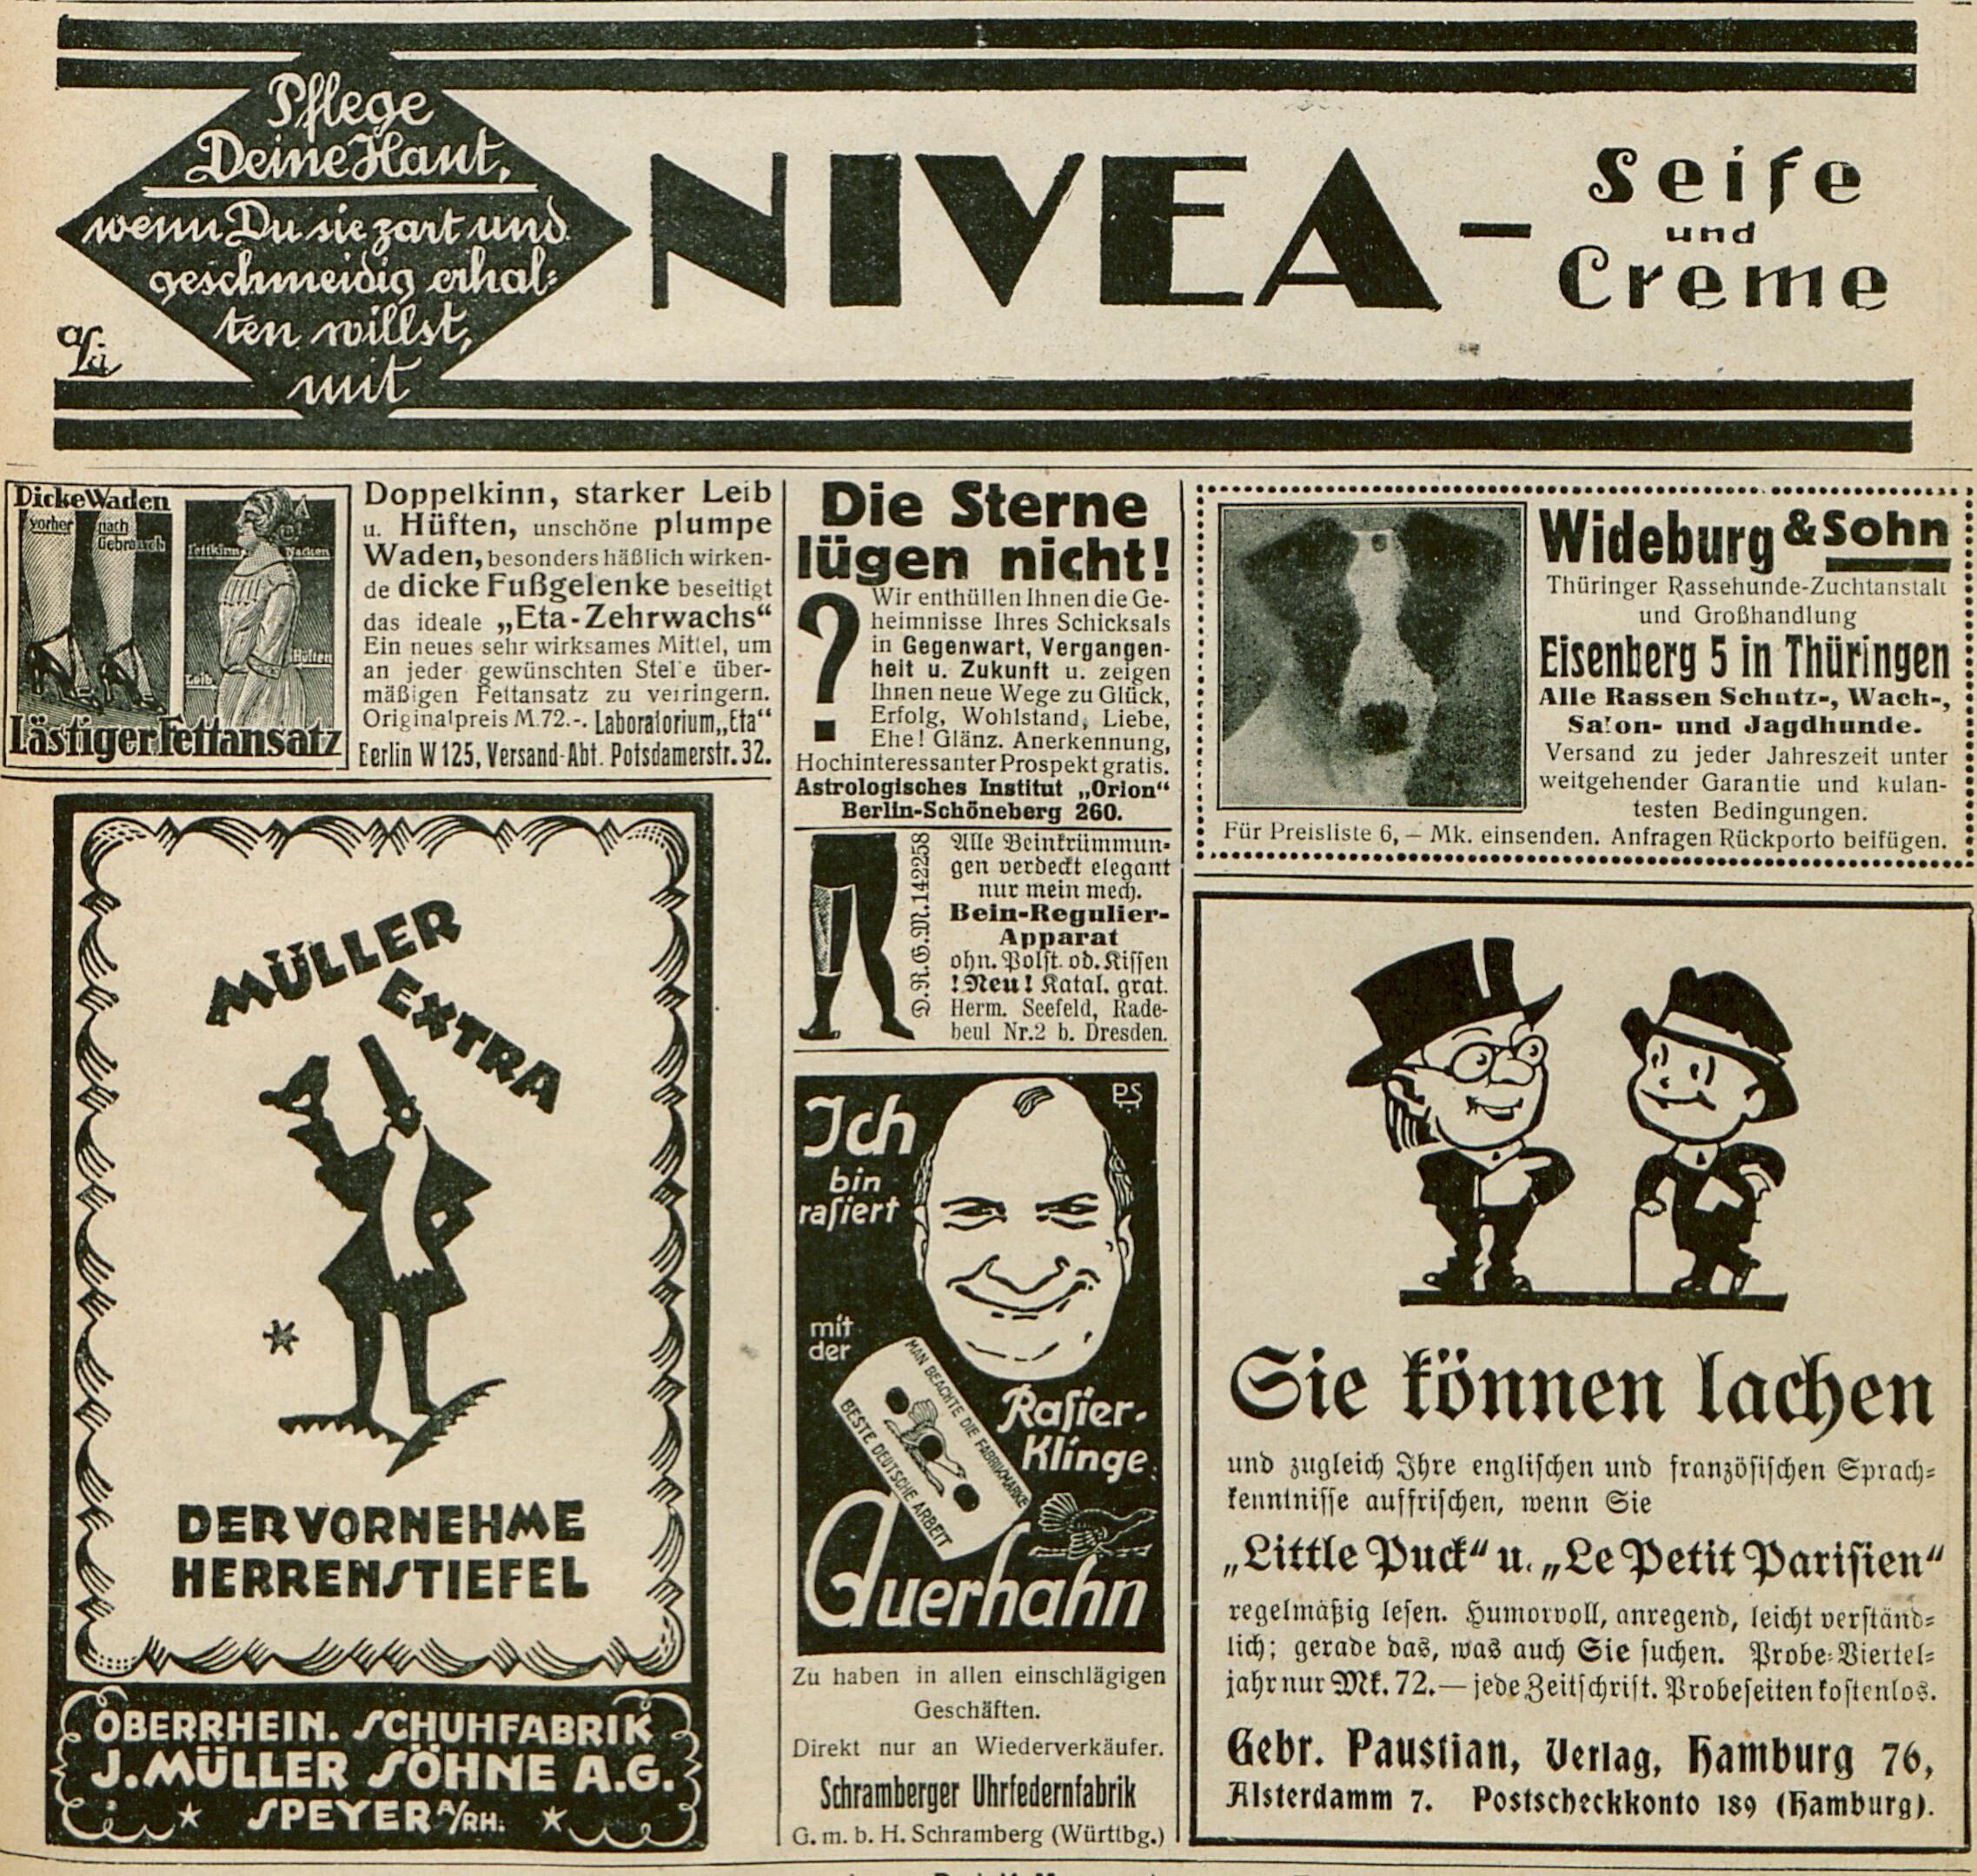 Pflege
Deine Haut,
wenn Du sie zart und
geschmeidig erhal-
ten willst,
mit
NIVEA-
Seife
und
Creme
Dicke Waden
vorher
nach
Gebrauch
Fettkinn
Nacken
Hüften
Leib
Lästiger Fettansatz
Doppelkinn, starker Leib
u. Hüften, unschöne plumpe
Waden, besonders häßlich wirken-
de dicke Fußgelenke beseitigt
das ideale „Eta-Zehrwachs“
Ein neues sehr wirksames Mittel, um
an jeder gewünschten Stelle über-
mäßigen Fettansatz zu verringern.
Originalpreis M.72.-. Laboratorium „Eta“
Berlin W 125, Versand-Abt. Potsdamerstr. 32.
MÜLLER
EXTRA
DER VORNEHME
HERRENSTIEFEL
OBERRHEIN. SCHUHFABRIK
J. MÜLLER SÖHNE A.G.
SPEYER A/RH.
Die Sterne
lügen nicht!
?
Wir enthüllen Ihnen die Ge-
heimnisse Ihres Schicksals
in Gegenwart, Vergangen-
heit u. Zukunft u. zeigen
Ihnen neue Wege zu Glück,
Erfolg, Wohlstand, Liebe,
Ehe! Glänz. Anerkennung,
Hochinteressanter Prospekt gratis.
Astrologisches Institut „Orion“
Berlin-Schöneberg 260.
D.R.G.M. 142258
Alle Beinkrümmun-
gen verdeckt elegant
nur mein mech.
Bein-Regulier-
Apparat
ohn. Polst. od. Kissen
! Neu! Katal. grat.
Herm. Seefeld, Rade-
beul Nr.2 b. Dresden.
PS
Ich
bin
rasiert
mit
der
MAN BEACHTE DIE FABRIKMARKE
BESTE DEUTSCHE ARBEIT
Rasier-
Klinge
Auerhahn
Zu haben in allen einschlägigen
Geschäften.
Direkt nur an Wiederverkäufer.
Schramberger Uhrfedernfabrik
G. m. b. H. Schramberg (Württbg.)
Wideburg & Sohn
Thüringer Rassehunde-Zuchtanstalt
und Großhandlung
Eisenberg 5 in Thüringen
Alle Rassen Schutz-, Wach-,
Salon- und Jagdhunde.
Versand zu jeder Jahreszeit unter
weitgehender Garantie und kulan-
testen Bedingungen.
Für Preisliste 6,– Mk. einsenden. Anfragen Rückporto beifügen.
Sie können lachen
und zugleich Ihre englischen und französischen Sprach-
kenntnisse auffrischen, wenn Sie
„Little Puck“ u. „Le Petit Parisien“
regelmäßig lesen. Humorvoll, anregend, leicht verständ-
lich; gerade das, was auch Sie suchen. Probe-Viertel-
jahr nur Mk. 72.— jede Zeitschrift. Probeseiten kostenlos.
Gebr. Paustian, Verlag, Hamburg 76,
Alsterdamm 7. Postscheckkonto 189 (Hamburg).